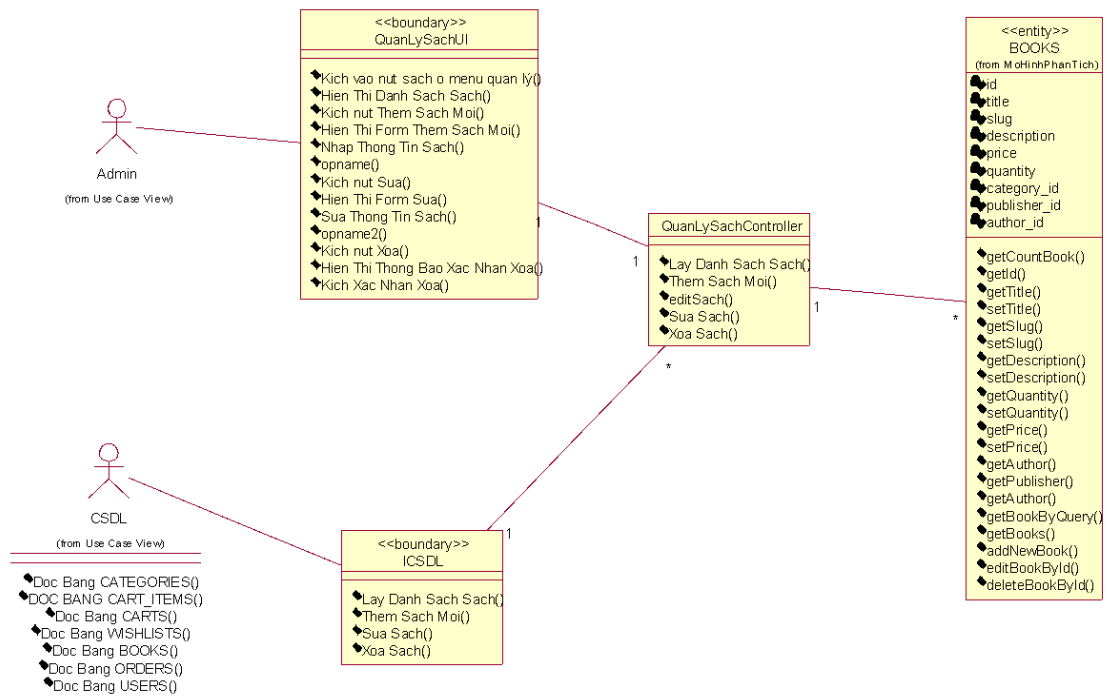 <<boundary>>
QuanLySachUI
Kich vao nut sach o menu quan lý()
Hien Thi Danh Sach Sach()
Kich nut Them Sach Moi()
Hien Thi Form Them Sach Moi()
Nhap Thong Tin Sach()
opname()
Kich nut Sua()
Hien Thi Form Sua()
Sua Thong Tin Sach()
opname2()
Kich nut Xoa()
Hien Thi Thong Bao Xac Nhan Xoa()
Kich Xac Nhan Xoa()
Admin
(from Use Case View)
1
1
QuanLySachController
Lay Danh Sach Sach()
Them Sach Moi()
editSach()
Sua Sach()
Xoa Sach()
1
*
*
1
<<entity>>
BOOKS
(from MoHinhPhanTich)
id
title
slug
description
price
quantity
category_id
publisher_id
author_id
getCountBook()
getId()
getTitle()
setTitle()
getSlug()
setSlug()
getDescription()
setDescription()
getQuantity()
setQuantity()
getPrice()
setPrice()
getAuthor()
getPublisher()
getAuthor()
getBookByQuery()
getBooks()
addNewBook()
editBookById()
deleteBookById()
CSDL
(from Use Case View)
Doc Bang CATEGORIES()
DOC BANG CART_ITEMS()
Doc Bang CARTS()
Doc Bang WISHLISTS()
Doc Bang BOOKS()
Doc Bang ORDERS()
Doc Bang USERS()
<<boundary>>
ICSDL
Lay Danh Sach Sach()
Them Sach Moi()
Sua Sach()
Xoa Sach()